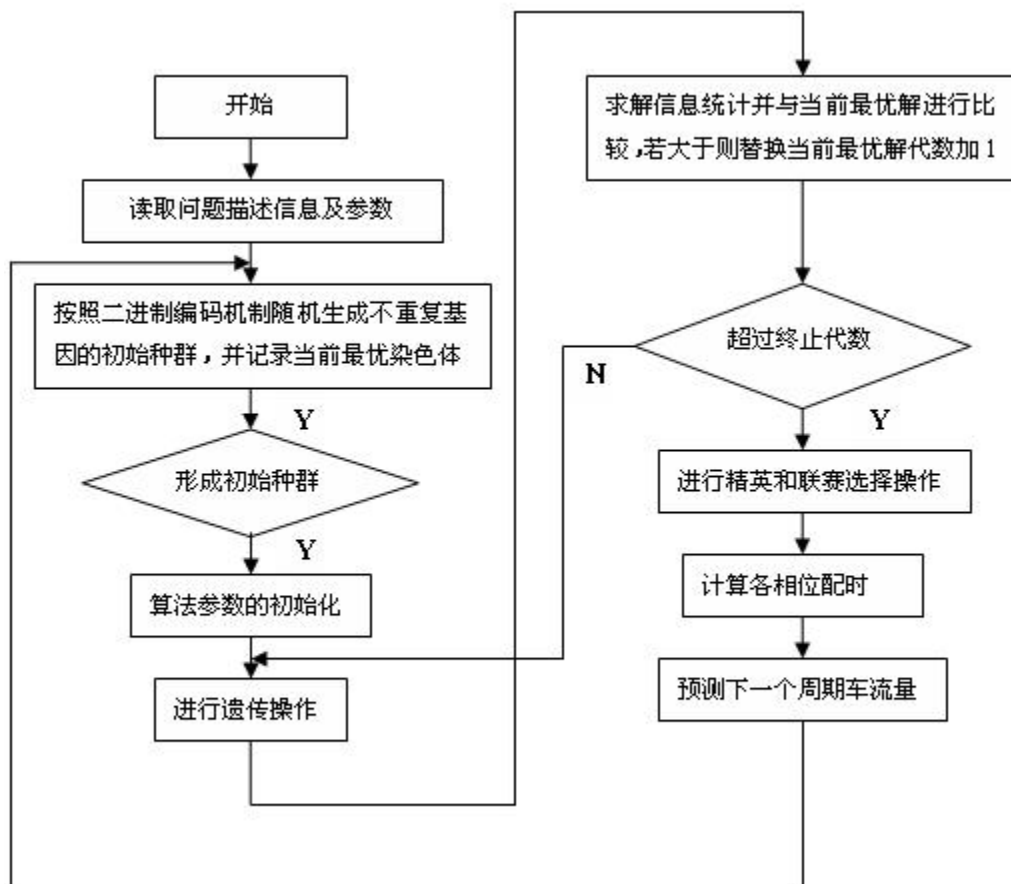 开始
读取问题描述信息及参数
按照二进制编码机制随机生成不重复基
因的初始种群，并记录当前最优染色体
Y
形成初始种群
Y
算法参数的初始化
进行遗传操作
求解信息统计并与当前最优解进行比
较，若大于则替换当前最优解代数加1
超过终止代数
N
Y
进行精英和联赛选择操作
计算各相位配时
预测下一个周期车流量